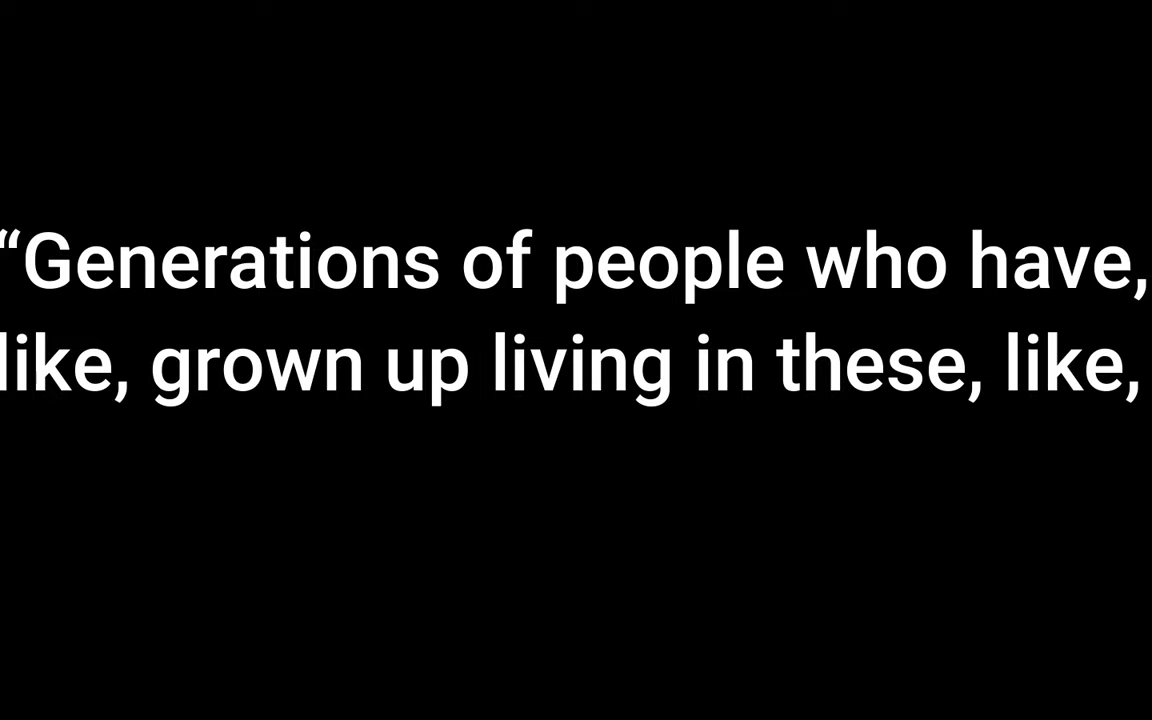 “Generations of people who have,
like, grown up living in these, like,